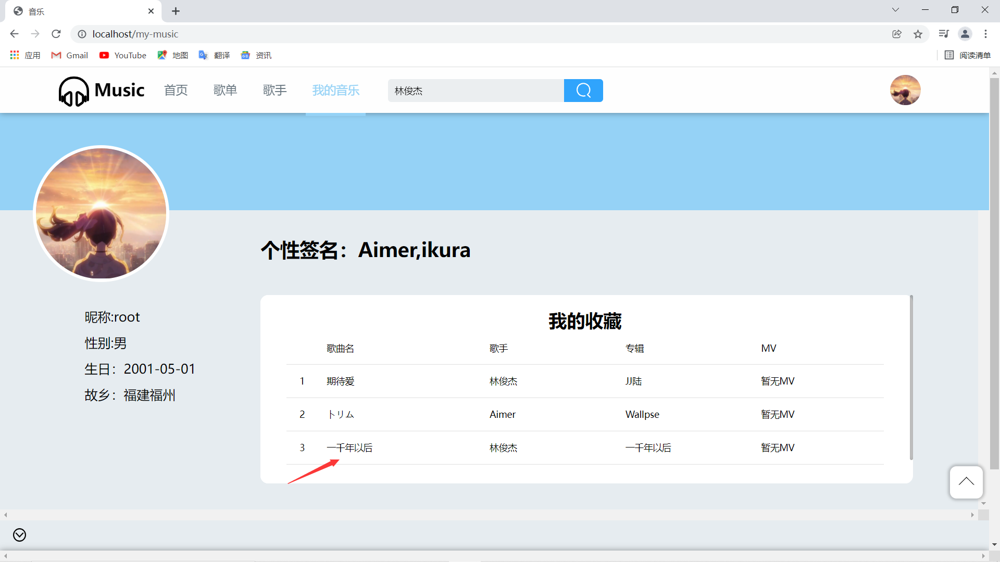 音乐
localhost/my-music
应用 Gmail YouTube 地图 翻译 资讯 阅读清单
Music 首页 歌单 歌手 我的音乐 林俊杰
个性签名：Aimer,ikura
昵称:root
性别:男
生日：2001-05-01
故乡：福建福州
我的收藏
歌曲名 歌手 专辑 MV
1 期待爱 林俊杰 JJ陆 暂无MV
2 トリム Aimer Wallpse 暂无MV
3 一千年以后 林俊杰 一千年以后 暂无MV